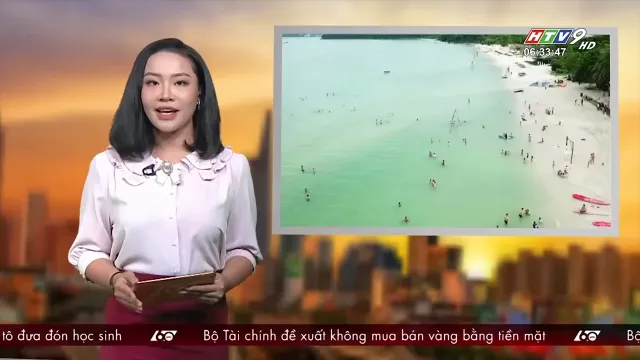 HTV9 HD
06:33:47
tô đưa đón học sinh 60 Bộ Tài chính đề xuất không mua bán vàng bằng tiền mặt 60 Bộ